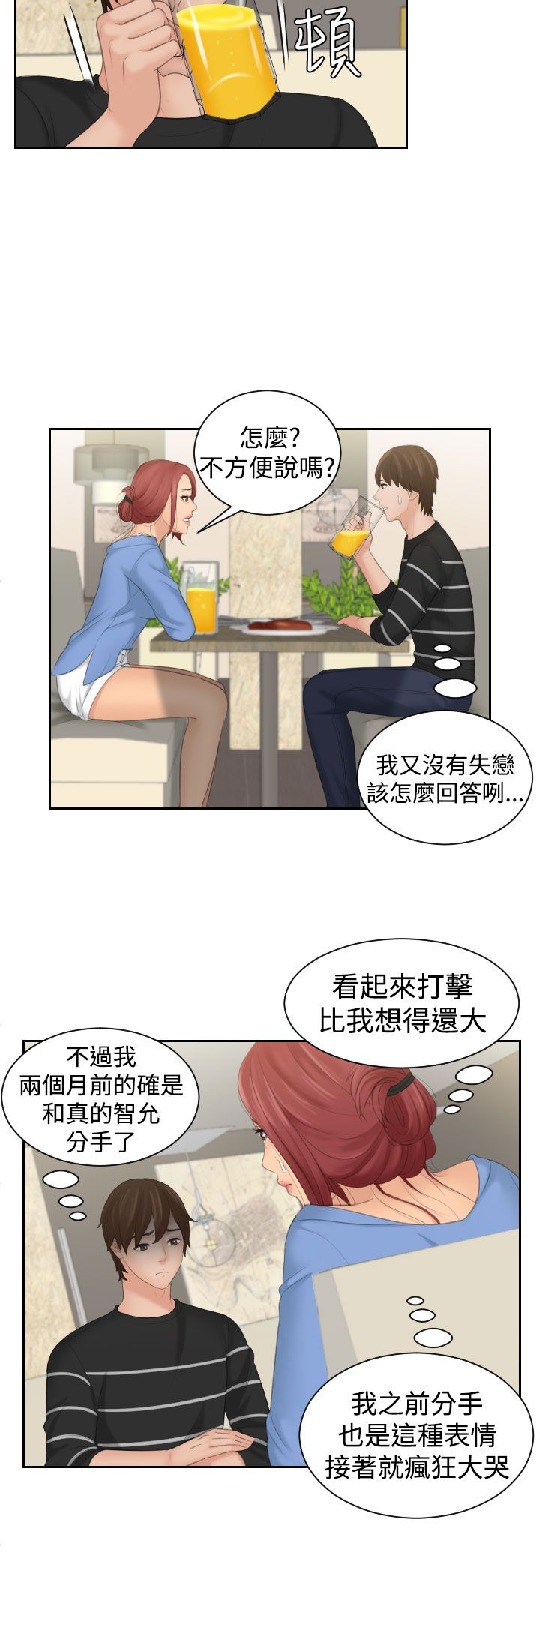 頓
怎麼?
不方便說嗎?
我又沒有失戀
該怎麼回答咧…
看起來打擊
比我想得還大
不過我
兩個月前的確是
和真的智允
分手了
我之前分手
也是這種表情
接著就瘋狂大哭